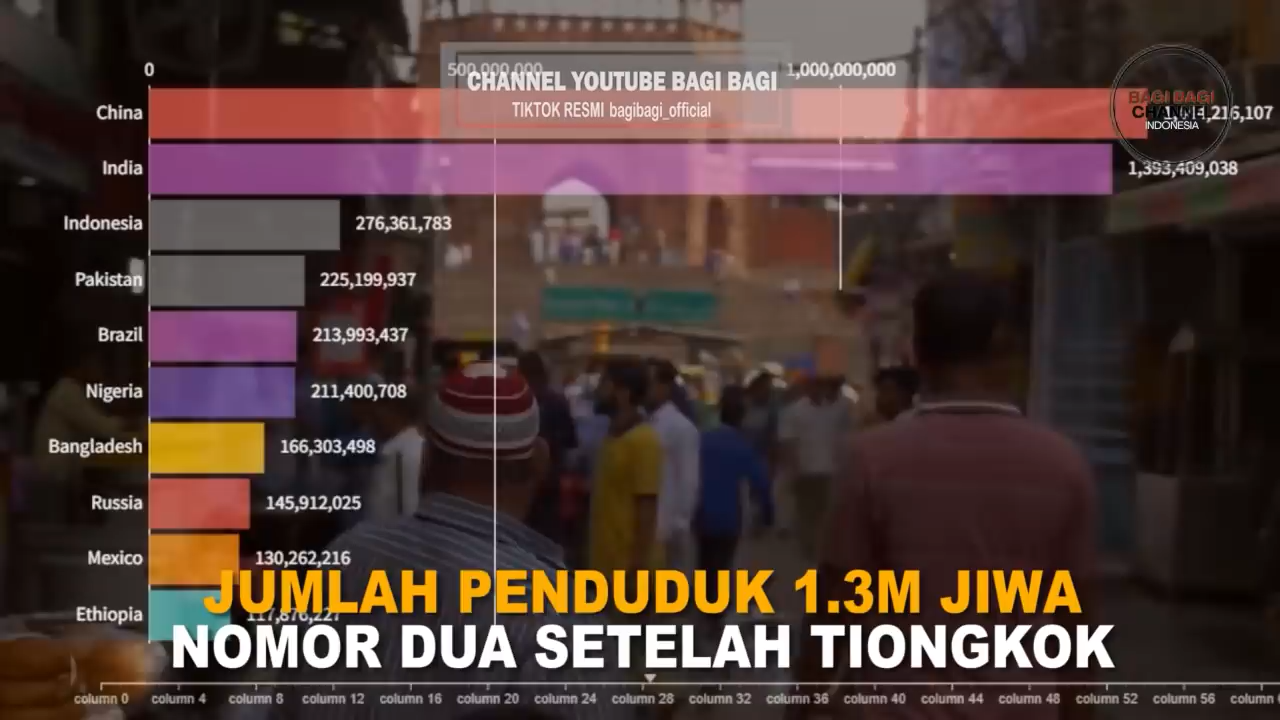 0
500,000,000
1,000,000,000
CHANNEL YOUTUBE BAGI BAGI
TIKTOK RESMI bagibagi_official
BAGI BAGI
CHANNEL
INDONESIA
China
India 1,393,409,038
Indonesia 276,361,783
Pakistan 225,199,937
Brazil 213,993,437
Nigeria 211,400,708
Bangladesh 166,303,498
Russia 145,912,025
Mexico 130,262,216
Ethiopia
JUMLAH PENDUDUK 1.3M JIWA
NOMOR DUA SETELAH TIONGKOK
column 0 column 4 column 8 column 12 column 16 column 20 column 24 column 28 column 32 column 36 column 40 column 44 column 48 column 52 column 56 column